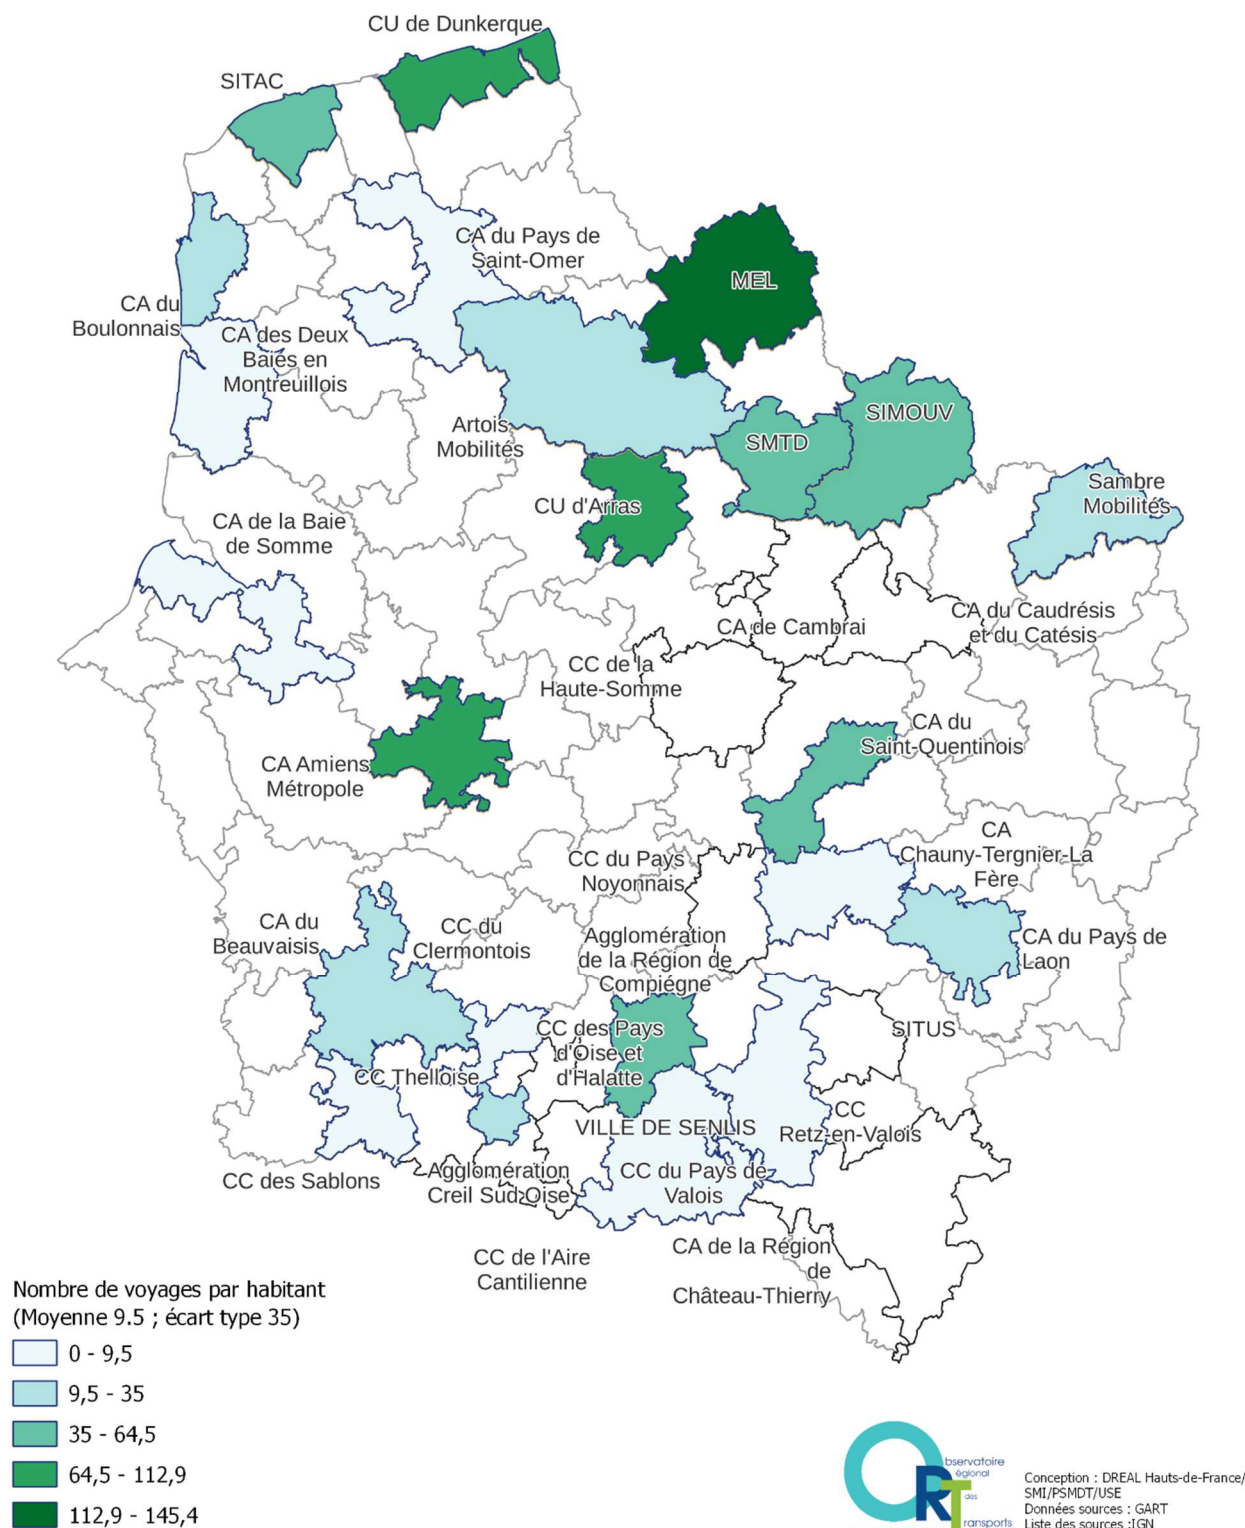 CU de Dunkerque
SITAC
CA du Pays de
Saint-Omer
MEL
CA du
Boulonnais
CA des Deux
Baies en
Montreuillois
SIMOUV
Artois
Mobilités
SMTD
Sambre
Mobilités
CU d'Arras
CA de la Baie
de Somme
CA du Caudrésis
et du Catésis
CA de Cambrai
CC de la
Haute-Somme
CA du
Saint-Quentinois
CA Amiens
Métropole
CA
Chauny-Tergnier-La
Fère
CC du Pays
Noyonnais
CA du
Beauvaisis
CC du
Clermontois
Agglomération
de la Région de
Compiégne
CA du Pays de
Laon
CC des Pays
d'Oise et
d'Halatte
SITUS
CC Thelloise
VILLE DE SENLIS
CC
Retz-en-Valois
CC des Sablons
Agglomération
Creil Sud Oise
CC du Pays de
Valois
CC de l'Aire
Cantilienne
CA de la Région
de
Château-Thierry
Nombre de voyages par habitant
(Moyenne 9.5 ; écart type 35)
0 - 9,5
9,5 - 35
35 - 64,5
64,5 - 112,9
112,9 - 145,4
Observatoire
Régional
des
Transports
Conception : DREAL Hauts-de-France/
SMI/PSMDT/USE
Données sources : GART
Liste des sources :IGN